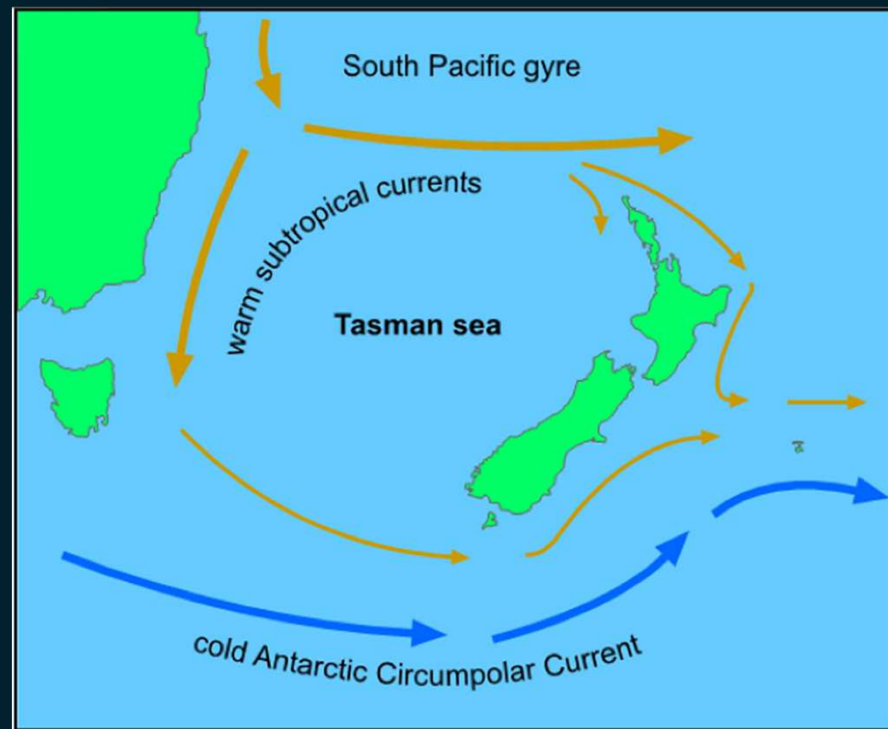 South Pacific gyre
warm subtropical currents
Tasman sea
cold Antarctic Circumpolar Current